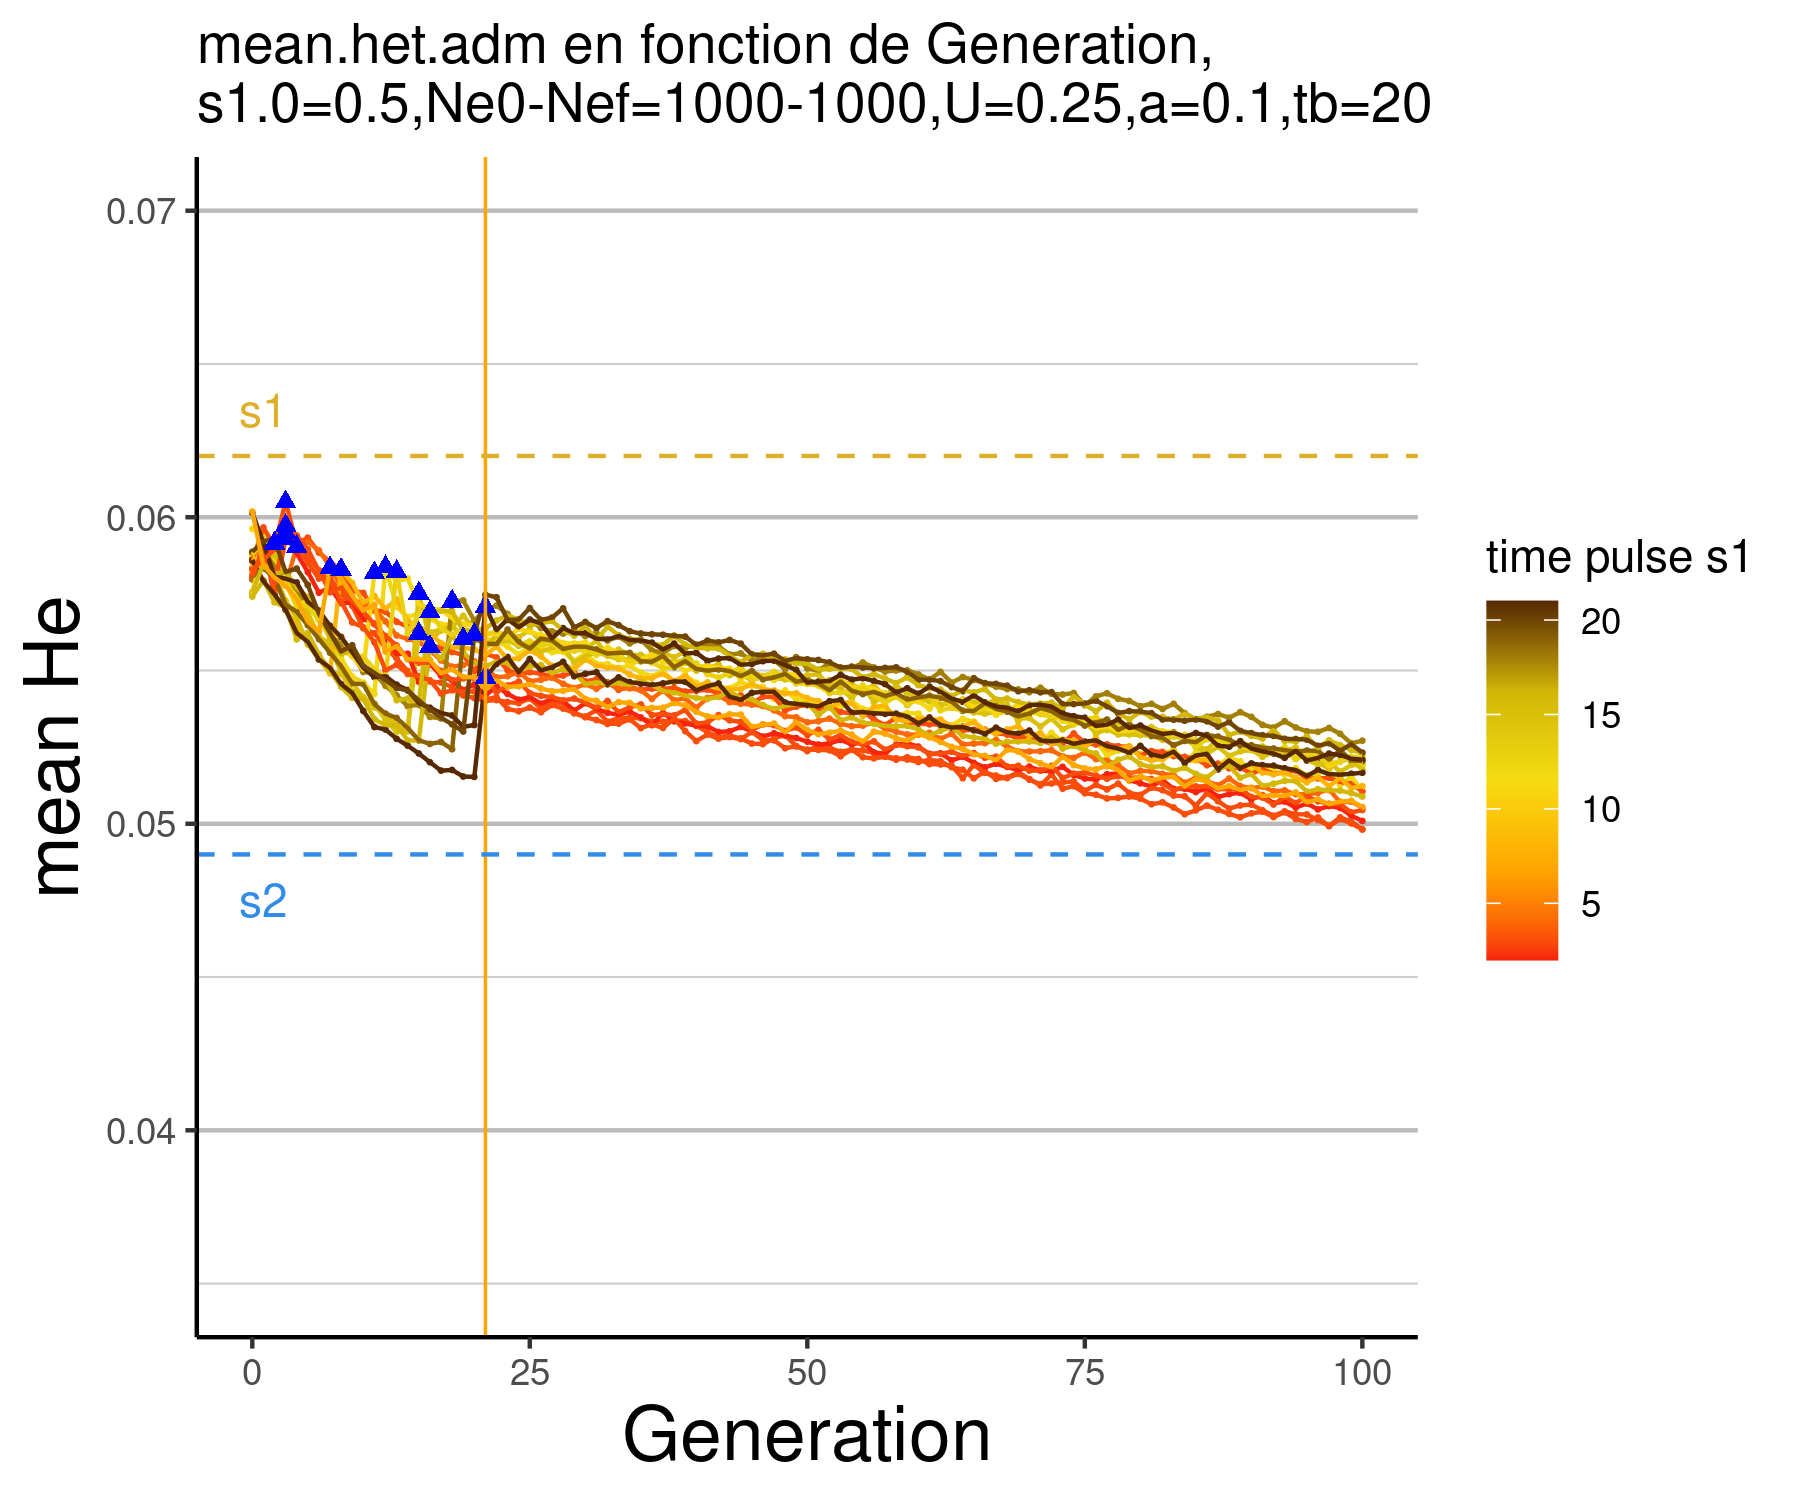 mean.het.adm en fonction de Generation,
s1.0=0.5,Ne0-Nef=1000-1000,U=0.25,a=0.1,tb=20
mean He
0.07
0.06
0.05
0.04
s1
s2
0
25
50
75
100
Generation
time pulse s1
20
15
10
5